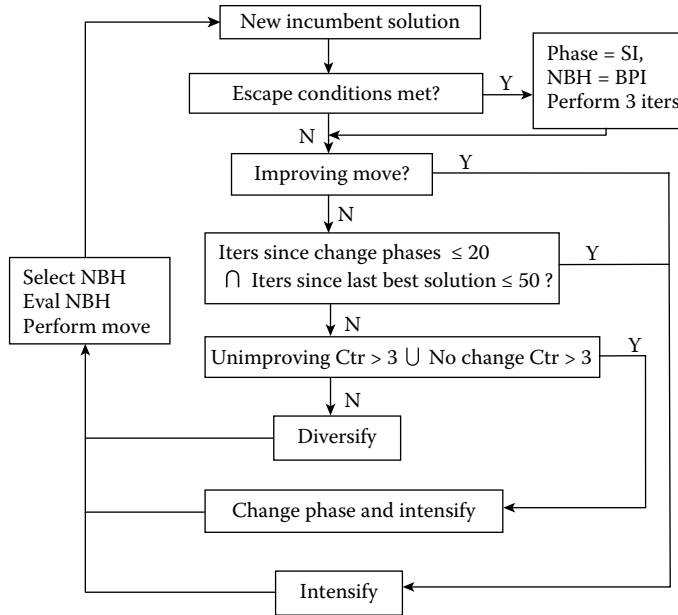 New incumbent solution
Escape conditions met?
Y
Phase = SI,
NBH = BPI
Perform 3 iters
N
Improving move?
Y
N
Iters since change phases ≤ 20
∩ Iters since last best solution ≤ 50 ?
Y
Select NBH
Eval NBH
Perform move
N
Unimproving Ctr > 3 ∪ No change Ctr > 3
Y
N
Diversify
Change phase and intensify
Intensify